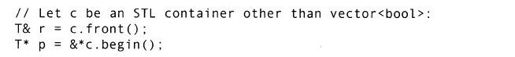 // Let c be an STL container other than vector<bool>:
T& r = c.front();
T* p = &*c.begin();